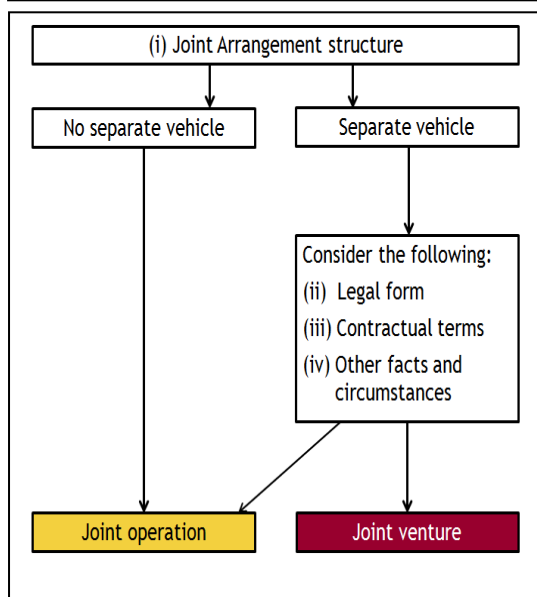 (i) Joint Arrangement structure
No separate vehicle
Separate vehicle
Consider the following:
(ii) Legal form
(iii) Contractual terms
(iv) Other facts and
circumstances
Joint operation
Joint venture